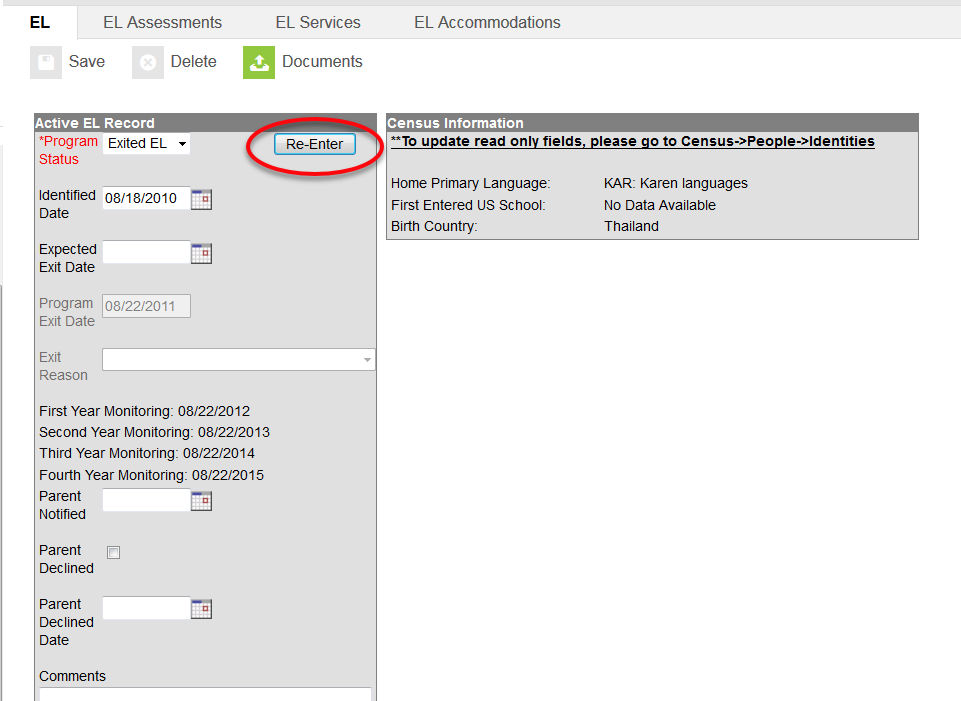 EL EL Assessments EL Services EL Accommodations
Save Delete Documents
Active EL Record
*Program Status Exited EL Re-Enter
Identified Date 08/18/2010
Expected Exit Date
Program Exit Date 08/22/2011
Exit Reason
First Year Monitoring: 08/22/2012
Second Year Monitoring: 08/22/2013
Third Year Monitoring: 08/22/2014
Fourth Year Monitoring: 08/22/2015
Parent Notified
Parent Declined
Parent Declined Date
Comments
Census Information
**To update read only fields, please go to Census->People->Identities
Home Primary Language: KAR: Karen languages
First Entered US School: No Data Available
Birth Country: Thailand